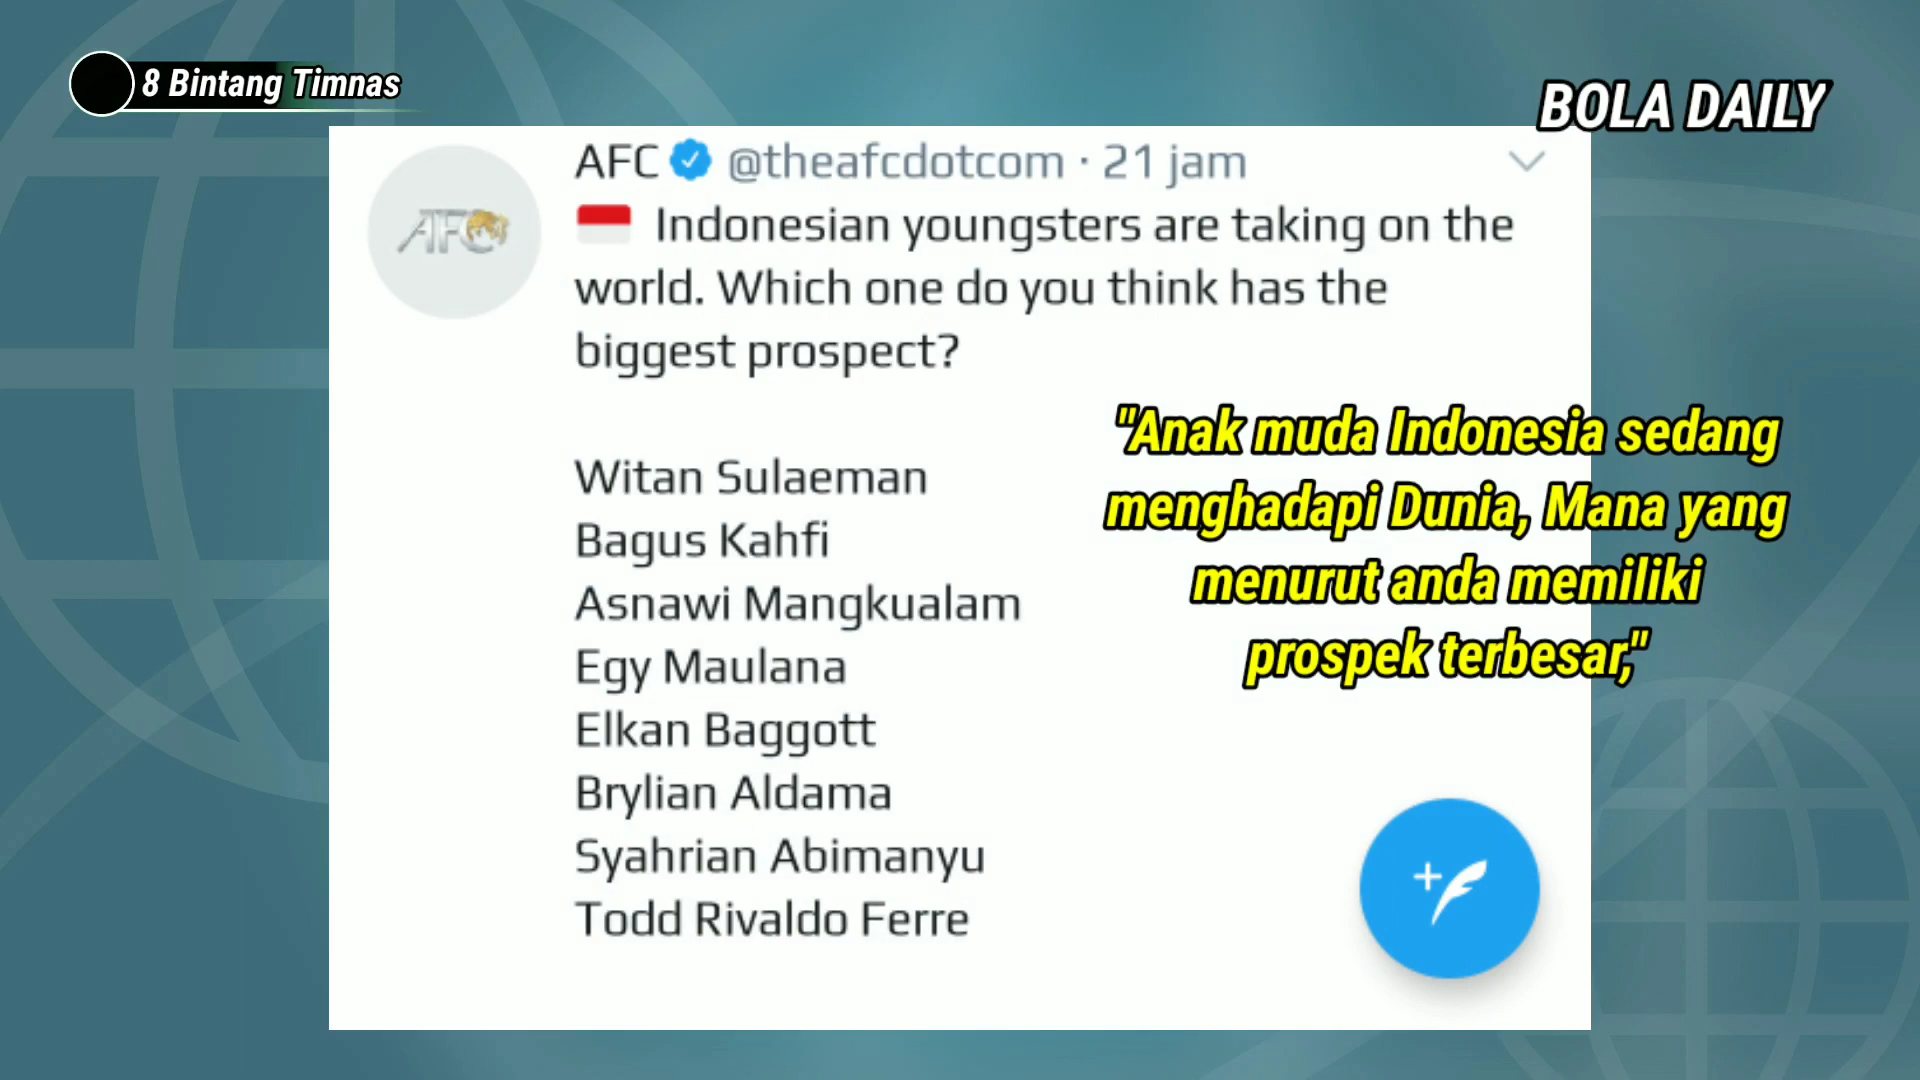 8 Bintang Timnas
BOLA DAILY
AFC @theafcdotcom · 21 jam
AFC
Indonesian youngsters are taking on the
world. Which one do you think has the
biggest prospect?
Witan Sulaeman
Bagus Kahfi
Asnawi Mangkualam
Egy Maulana
Elkan Baggott
Brylian Aldama
Syahrian Abimanyu
Todd Rivaldo Ferre
"Anak muda Indonesia sedang
menghadapi Dunia, Mana yang
menurut anda memiliki
prospek terbesar,"